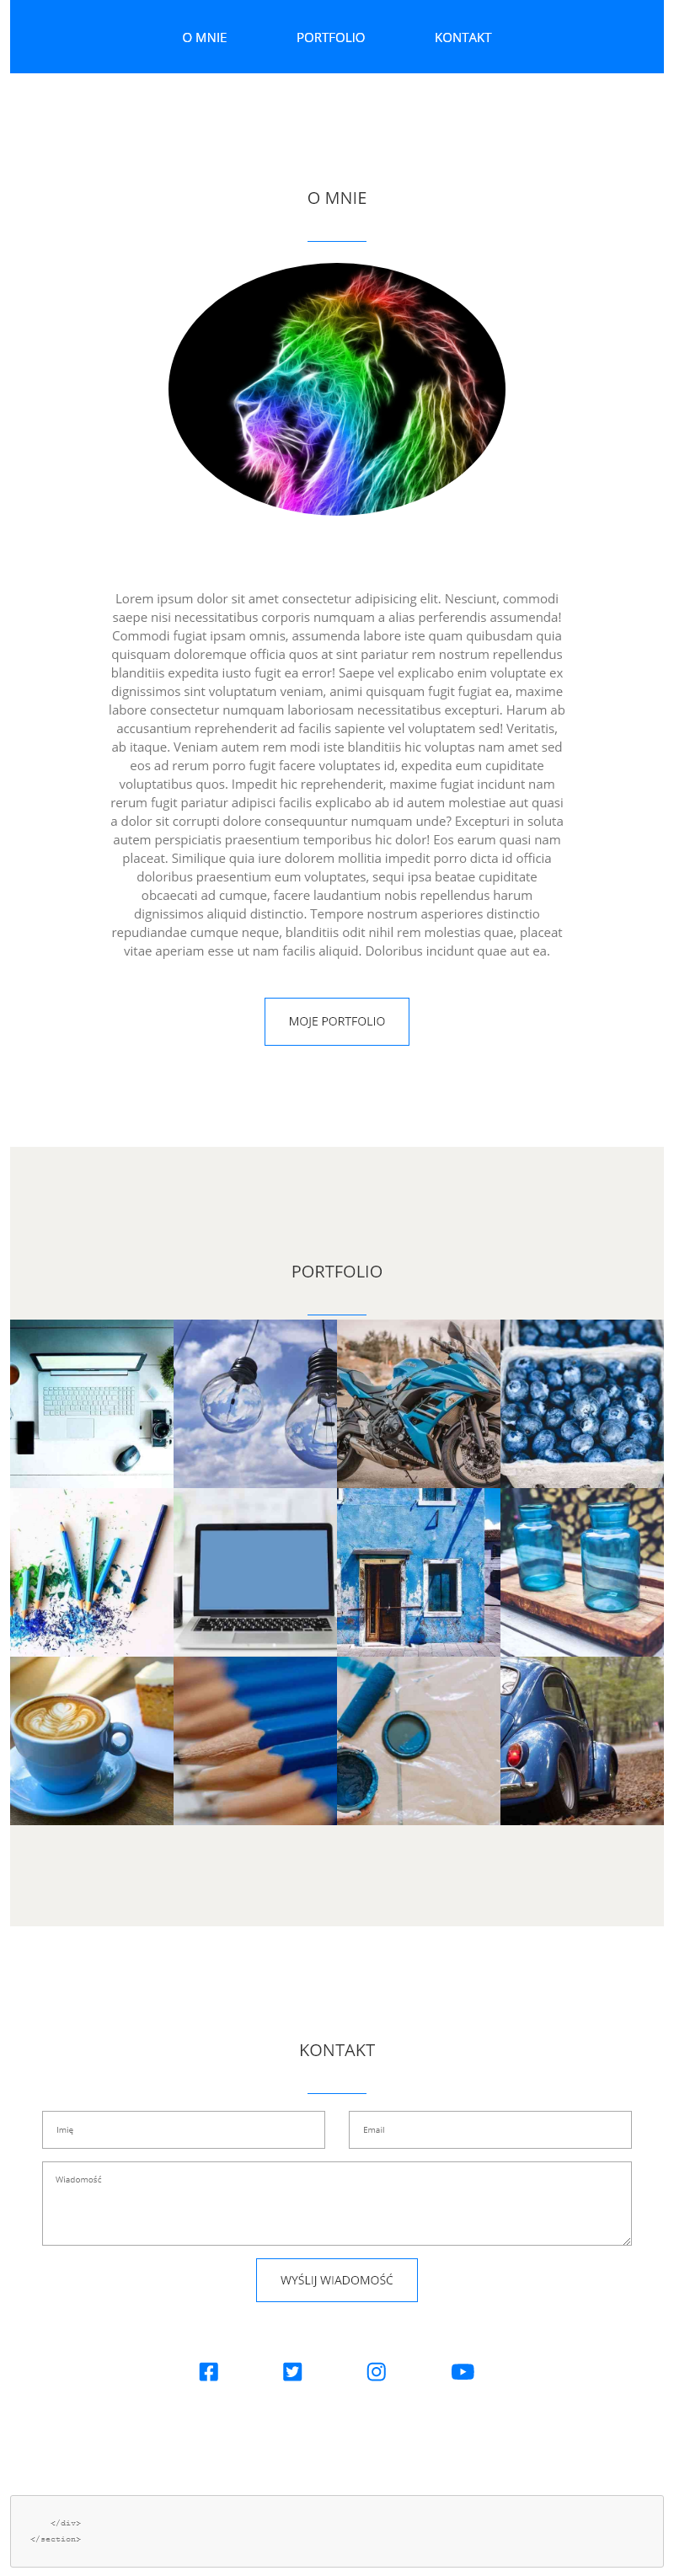 O MNIE PORTFOLIO KONTAKT
O MNIE
Lorem ipsum dolor sit amet consectetur adipisicing elit. Nesciunt, commodi
saepe nisi necessitatibus corporis numquam a alias perferendis assumenda!
Commodi fugiat ipsam omnis, assumenda labore iste quam quibusdam quia
quisquam doloremque officia quos at sint pariatur rem nostrum repellendus
blanditiis expedita iusto fugit ea error! Saepe vel explicabo enim voluptate ex
dignissimos sint voluptatum veniam, animi quisquam fugit fugiat ea, maxime
labore consectetur numquam laboriosam necessitatibus excepturi. Harum ab
accusantium reprehenderit ad facilis sapiente vel voluptatem sed! Veritatis,
ab itaque. Veniam autem rem modi iste blanditiis hic voluptas nam amet sed
eos ad rerum porro fugit facere voluptates id, expedita eum cupiditate
voluptatibus quos. Impedit hic reprehenderit, maxime fugiat incidunt nam
rerum fugit pariatur adipisci facilis explicabo ab id autem molestiae aut quasi
a dolor sit corrupti dolore consequuntur numquam unde? Excepturi in soluta
autem perspiciatis praesentium temporibus hic dolor! Eos earum quasi nam
placeat. Similique quia iure dolorem mollitia impedit porro dicta id officia
doloribus praesentium eum voluptates, sequi ipsa beatae cupiditate
obcaecati ad cumque, facere laudantium nobis repellendus harum
dignissimos aliquid distinctio. Tempore nostrum asperiores distinctio
repudiandae cumque neque, blanditiis odit nihil rem molestias quae, placeat
vitae aperiam esse ut nam facilis aliquid. Doloribus incidunt quae aut ea.
MOJE PORTFOLIO
PORTFOLIO
KONTAKT
Imię Email
Wiadomość
WYŚLIJ WIADOMOŚĆ
</div>
</section>